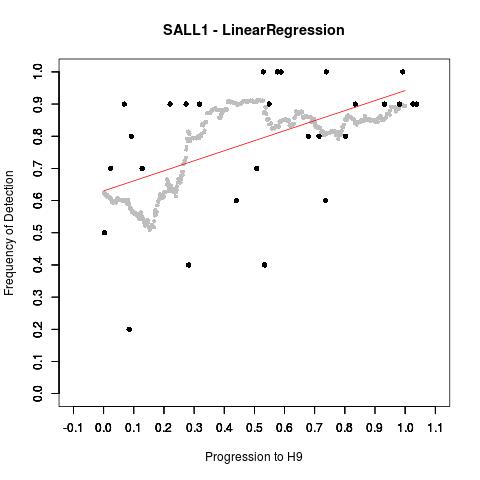 SALL1 - LinearRegression
Frequency of Detection
1.0
0.9
0.8
0.7
0.6
0.5
0.4
0.3
0.2
0.1
0.0
-0.1 0.0 0.1 0.2 0.3 0.4 0.5 0.6 0.7 0.8 0.9 1.0 1.1
Progression to H9